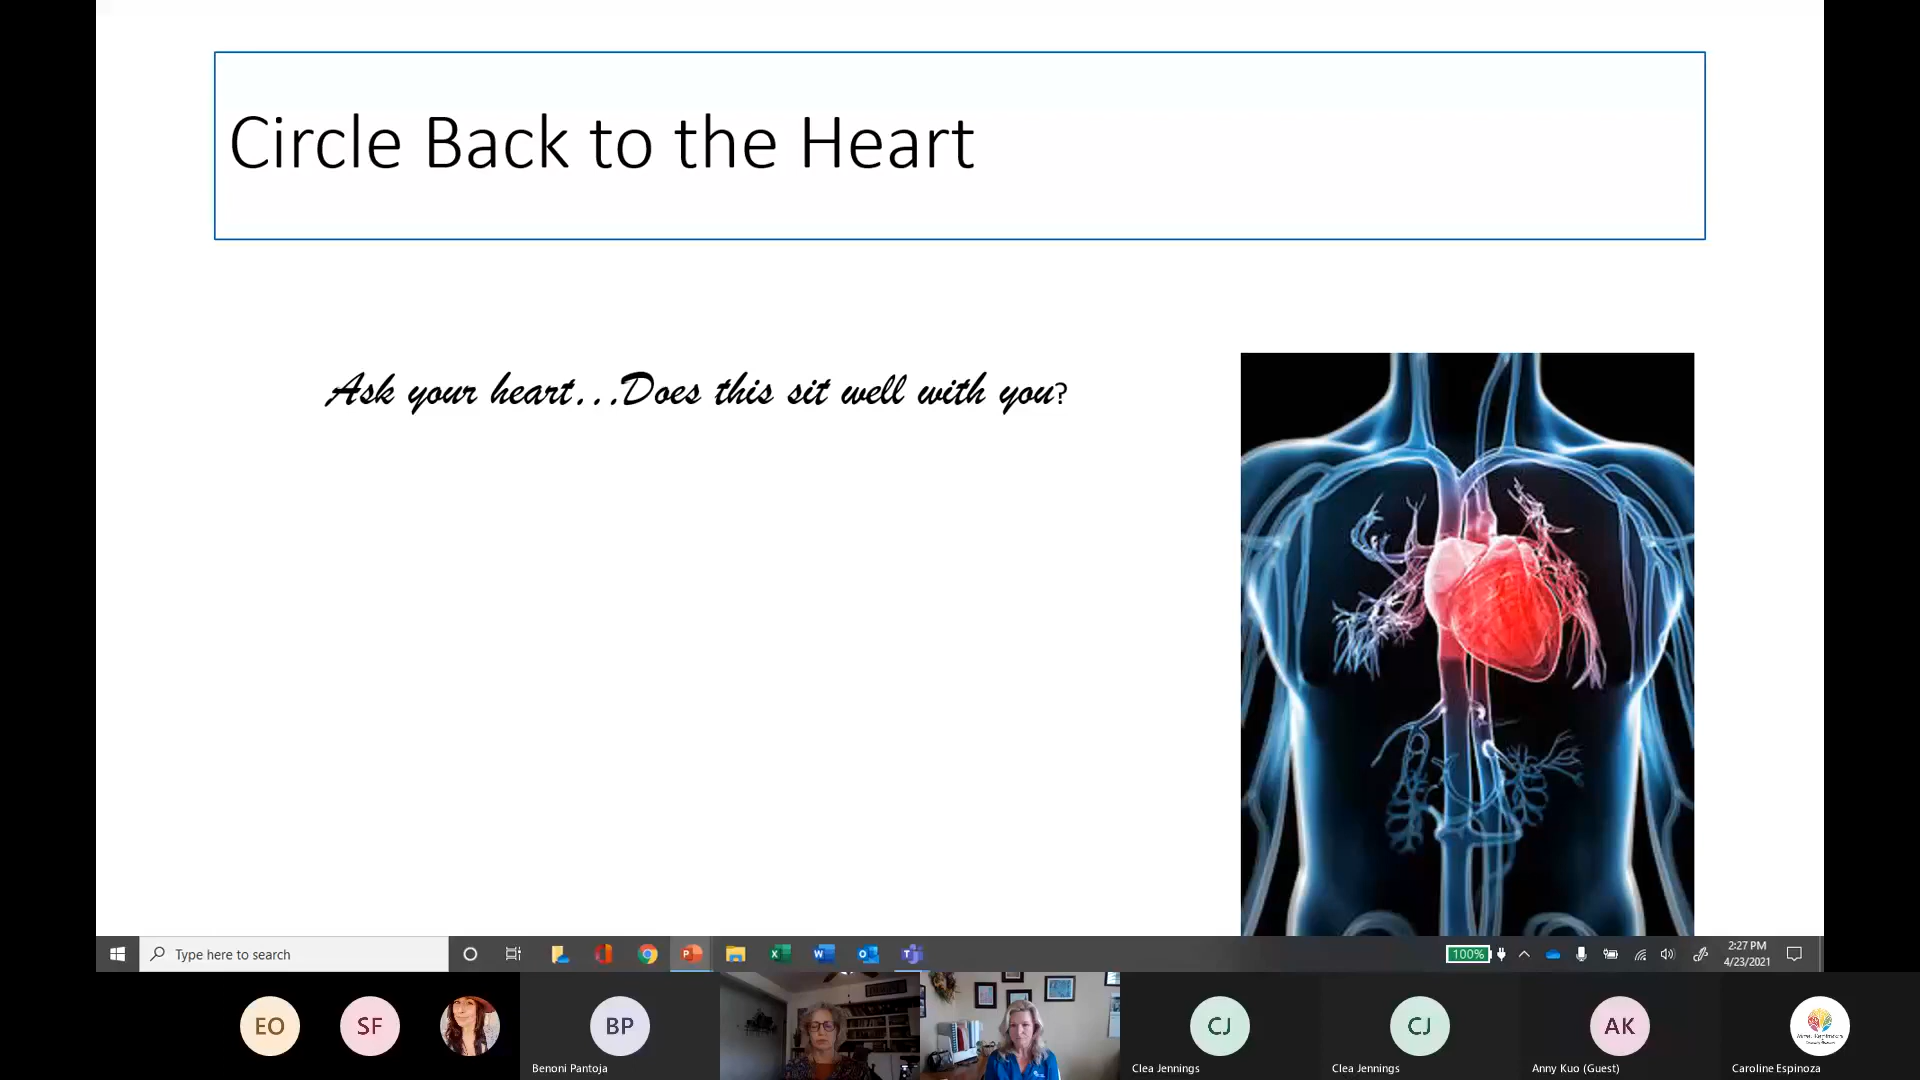 Circle Back to the Heart
Ask your heart...Does this sit well with you?
Type here to search
100%
2:27 PM
4/23/2021
EO
SF
BP
CJ
CJ
AK
Benoni Pantoja
Clea Jennings
Clea Jennings
Anny Kuo (Guest)
Caroline Espinoza